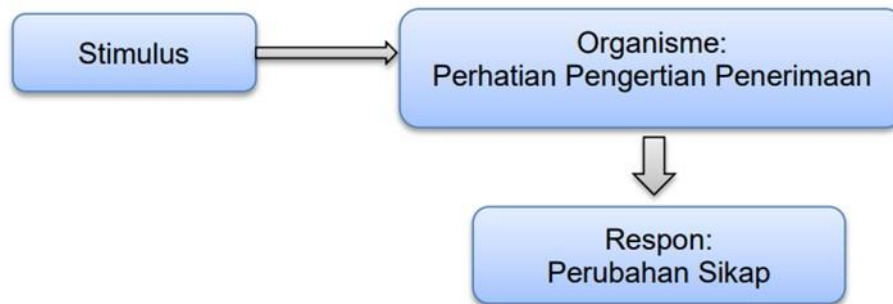 Stimulus
Organisme:
Perhatian Pengertian Penerimaan
Respon:
Perubahan Sikap